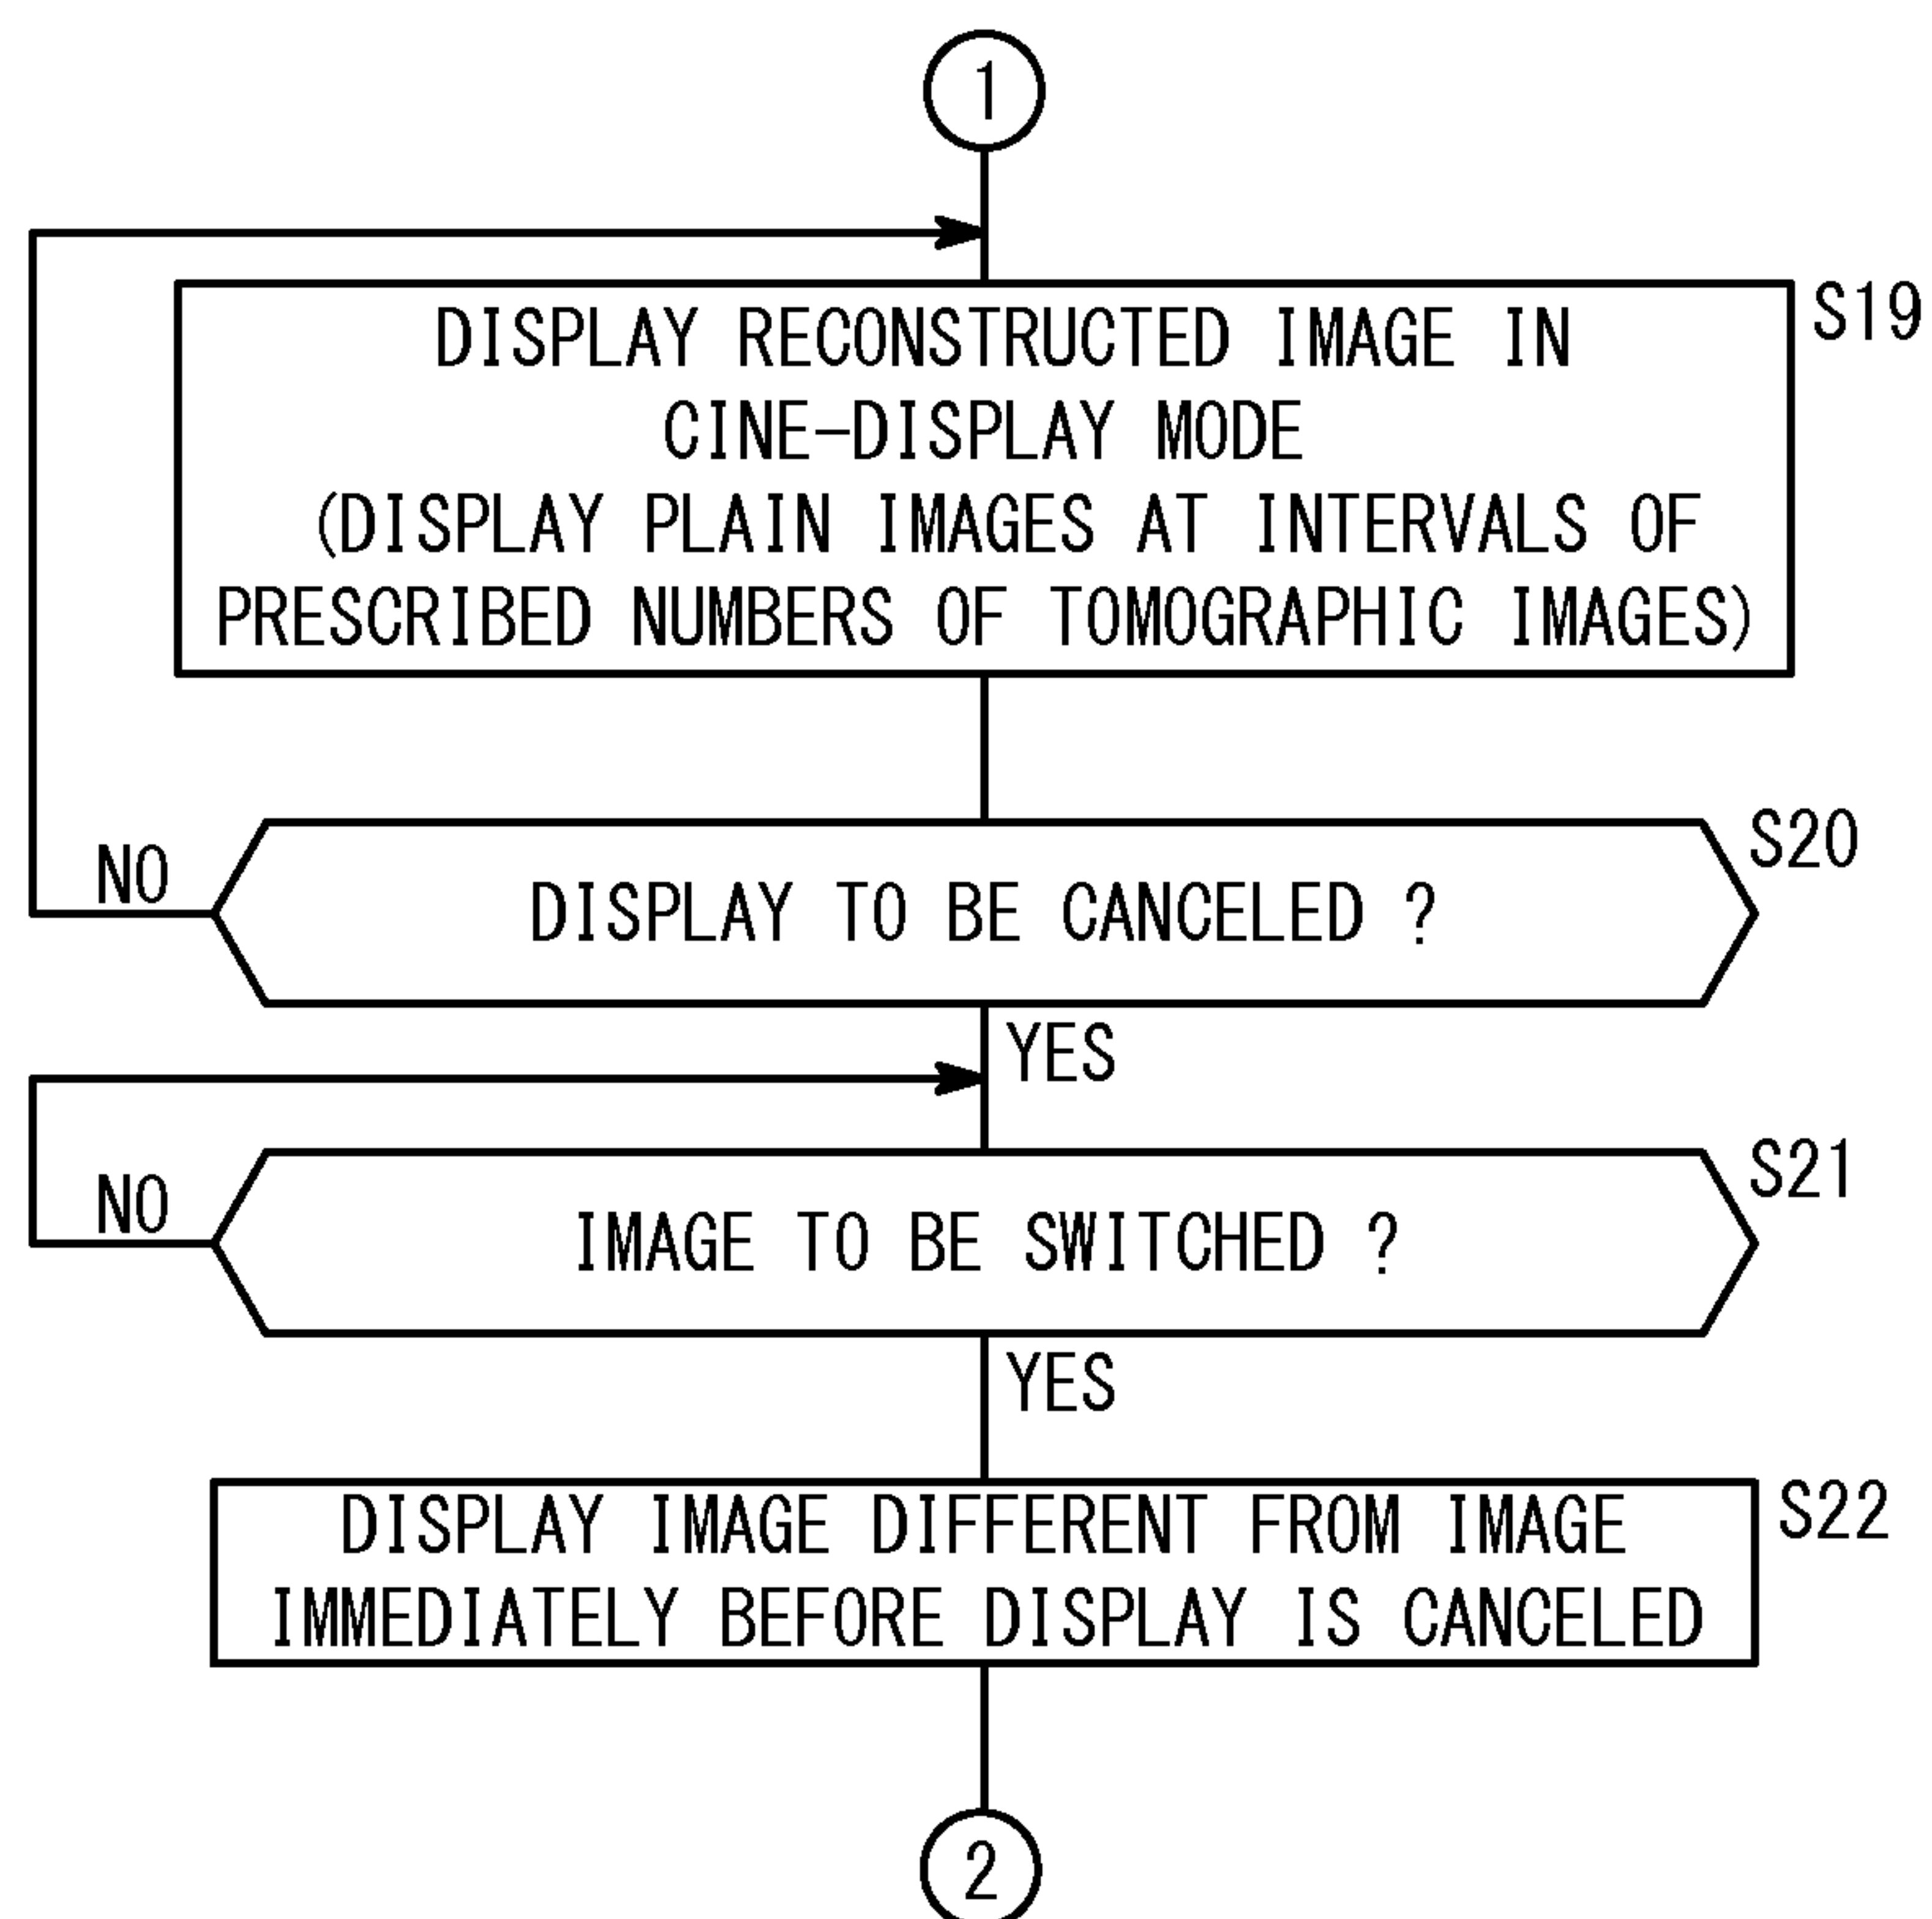 1
DISPLAY RECONSTRUCTED IMAGE IN
CINE-DISPLAY MODE
(DISPLAY PLAIN IMAGES AT INTERVALS OF
PRESCRIBED NUMBERS OF TOMOGRAPHIC IMAGES)
S19
NO
DISPLAY TO BE CANCELED ?
S20
YES
NO
IMAGE TO BE SWITCHED ?
S21
YES
DISPLAY IMAGE DIFFERENT FROM IMAGE
IMMEDIATELY BEFORE DISPLAY IS CANCELED
S22
2